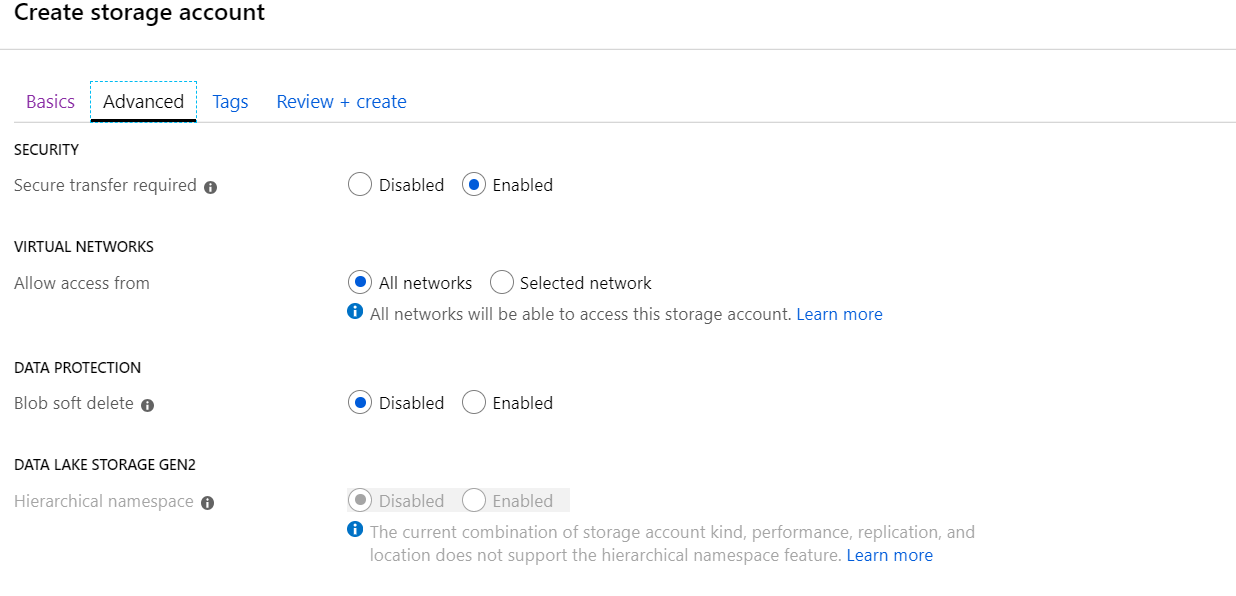 Create storage account
Basics Advanced Tags Review + create
SECURITY
Secure transfer required Disabled Enabled
VIRTUAL NETWORKS
Allow access from All networks Selected network
All networks will be able to access this storage account. Learn more
DATA PROTECTION
Blob soft delete Disabled Enabled
DATA LAKE STORAGE GEN2
Hierarchical namespace Disabled Enabled
The current combination of storage account kind, performance, replication, and
location does not support the hierarchical namespace feature. Learn more